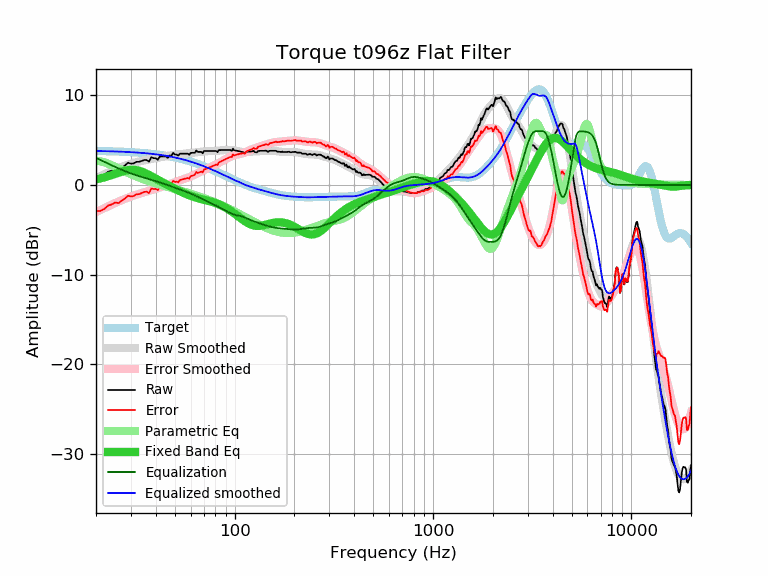 Torque t096z Flat Filter
Amplitude (dBr)
10
0
−10
−20
−30
Target
Raw Smoothed
Error Smoothed
Raw
Error
Parametric Eq
Fixed Band Eq
Equalization
Equalized smoothed
100
1000
10000
Frequency (Hz)